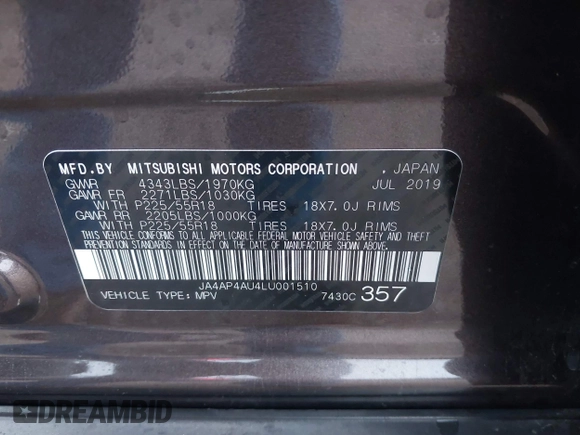 MFD.BY MITSUBISHI MOTORS CORPORATION . JAPAN
GVWR 4343LBS/1970KG JUL 2019
GAWR FR 2271LBS/1030KG
WITH P225/55R18 TIRES 18X7.0J RIMS
GAWR RR 2205LBS/1000KG
WITH P225/55R18 TIRES 18X7.0J RIMS
THIS VEHICLE CONFORMS TO ALL APPLICABLE FEDERAL MOTOR VEHICLE SAFETY, BUMPER, AND THEFT PREVENTION STANDARDS IN EFFECT ON THE DATE OF MANUFACTURE SHOWN ABOVE.
JA4AP4AU4LU001510
VEHICLE TYPE:MPV 7430C 357
DREAMBID